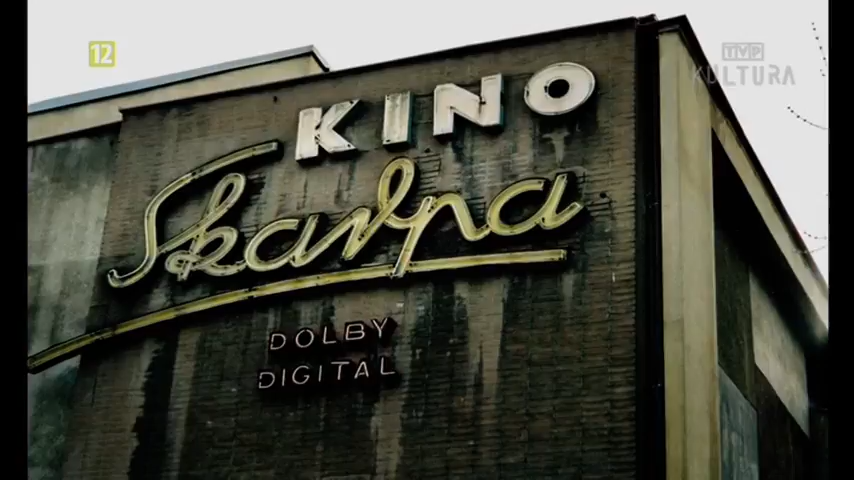 12
TVP
KULTURA
KINO
Skarpa
DOLBY
DIGITAL